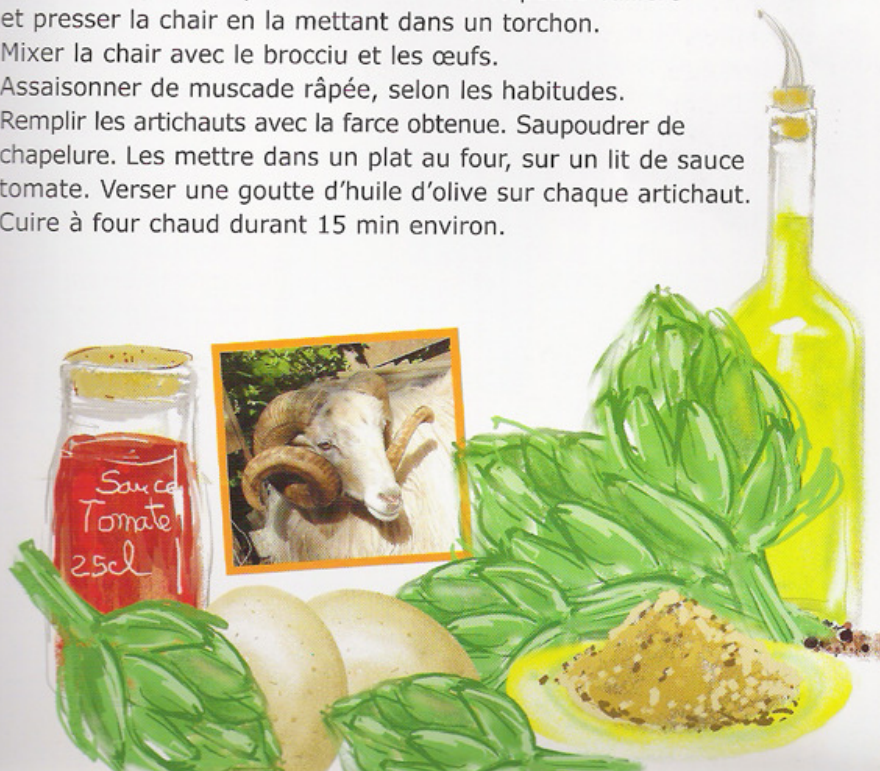 et presser la chair en la mettant dans un torchon.
Mixer la chair avec le brocciu et les œufs.
Assaisonner de muscade râpée, selon les habitudes.
Remplir les artichauts avec la farce obtenue. Saupoudrer de
chapelure. Les mettre dans un plat au four, sur un lit de sauce
tomate. Verser une goutte d'huile d'olive sur chaque artichaut.
Cuire à four chaud durant 15 min environ.
Sauce
Tomate
25cl